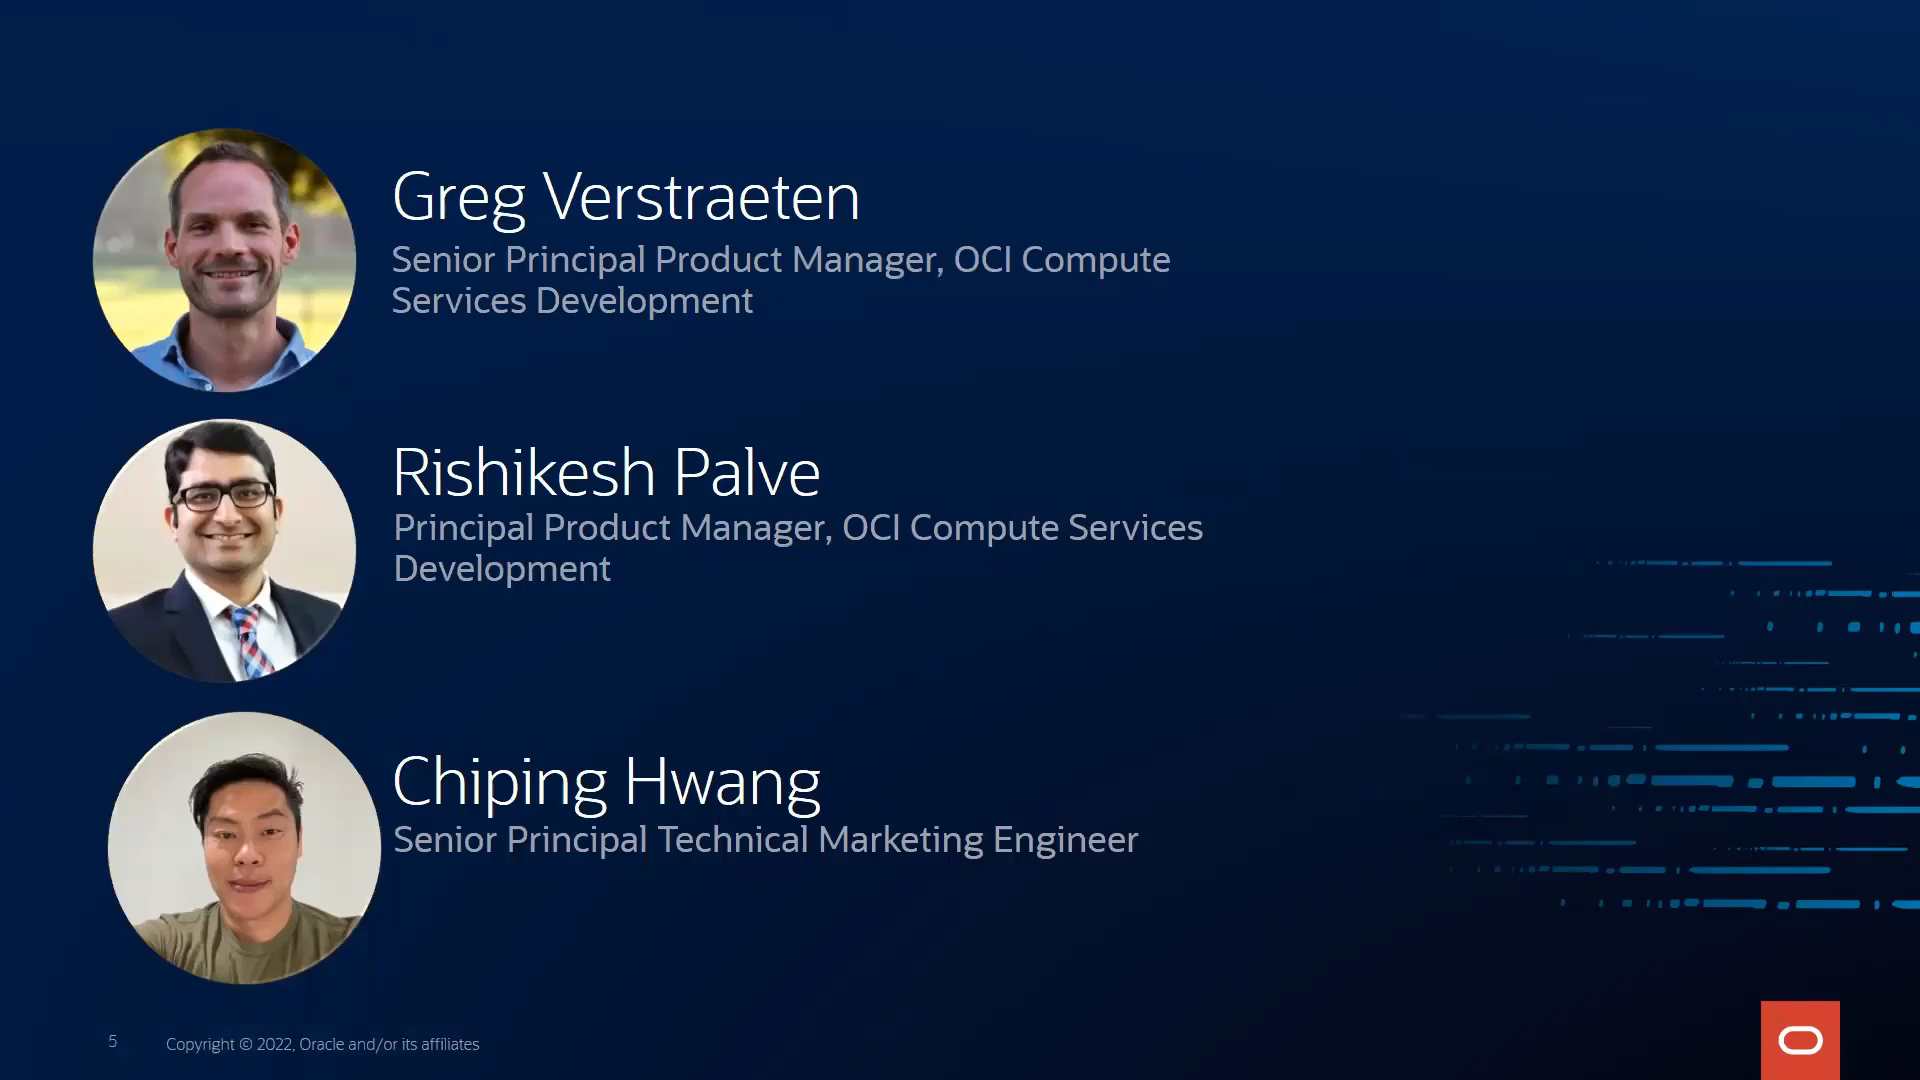 Greg Verstraeten
Senior Principal Product Manager, OCI Compute
Services Development
Rishikesh Palve
Principal Product Manager, OCI Compute Services
Development
Chiping Hwang
Senior Principal Technical Marketing Engineer
5
Copyright © 2022, Oracle and/or its affiliates